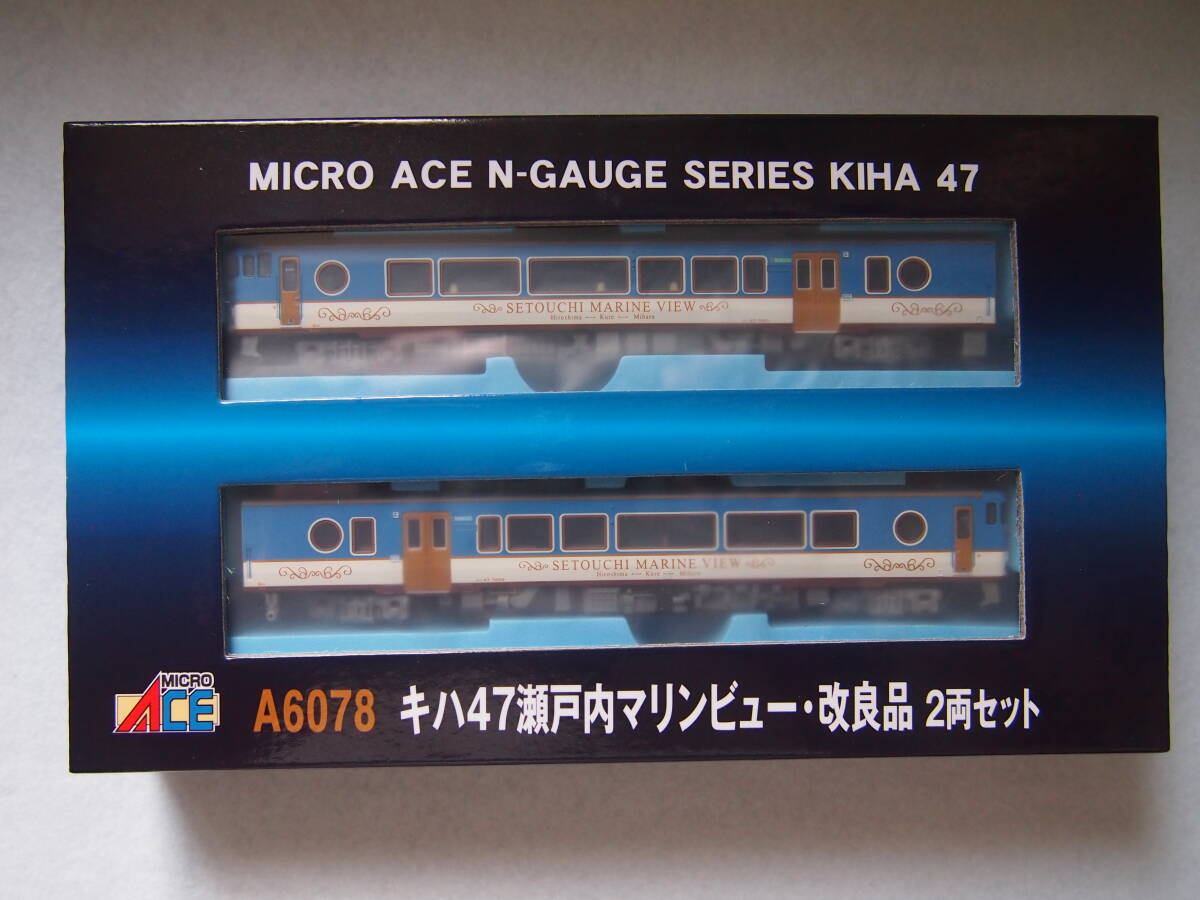 MICRO ACE N-GAUGE SERIES KIHA 47
SETOUCHI MARINE VIEW
Hiroshima Kure Mihara
SETOUCHI MARINE VIEW
Hiroshima Kure Mihara
MICRO
ACE
A6078 キハ47瀬戸内マリンビュー・改良品 2両セット